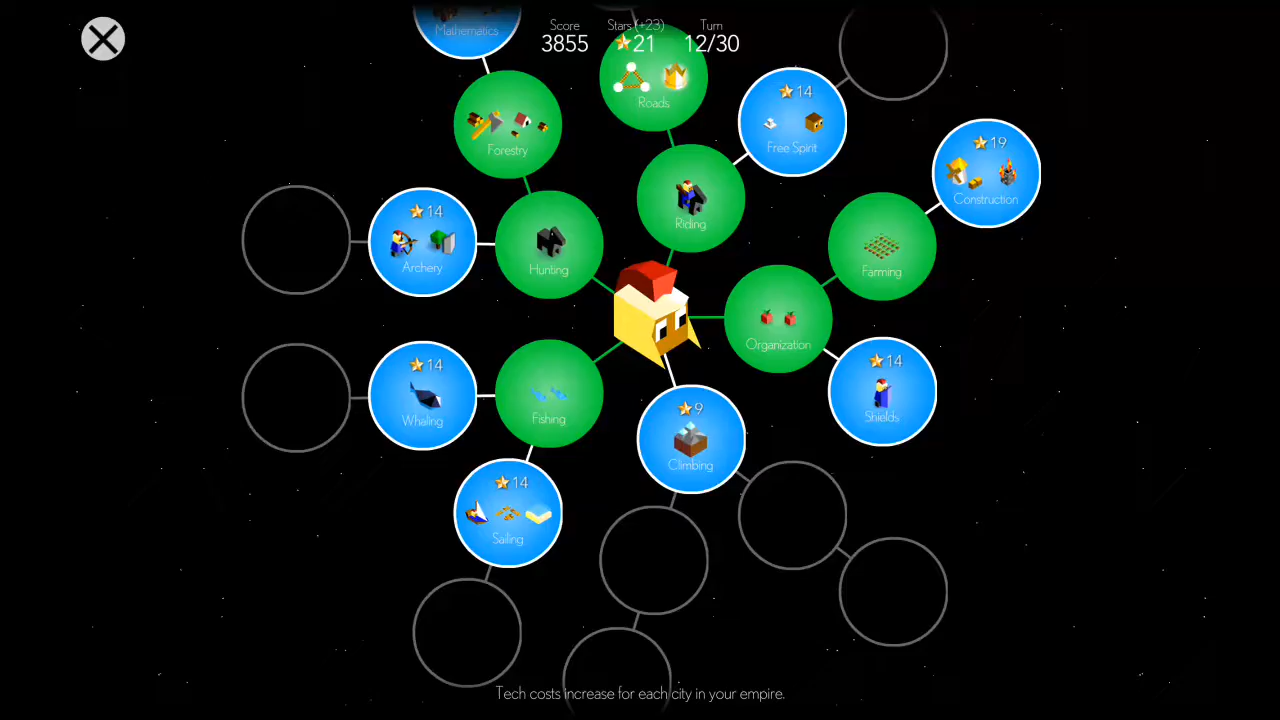 Mathematics
Score
Stars (+23)
Turn
3855
21
12/30
Roads
14
Free Spirit
Forestry
19
Construction
Riding
14
Archery
Hunting
Farming
Organization
14
Shields
14
Whaling
Fishing
9
Climbing
14
Sailing
Tech costs increase for each city in your empire.